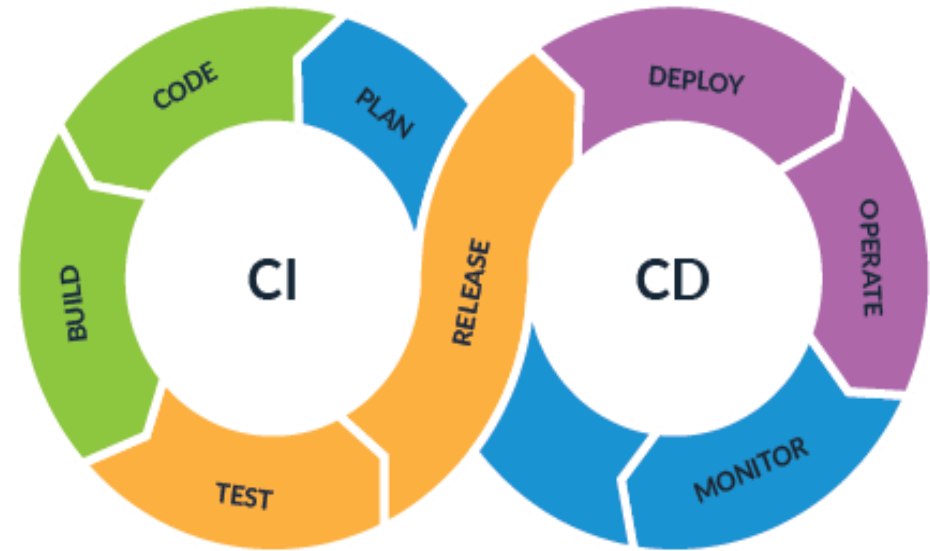 CODE
PLAN
BUILD
CI
TEST
RELEASE
DEPLOY
CD
OPERATE
MONITOR